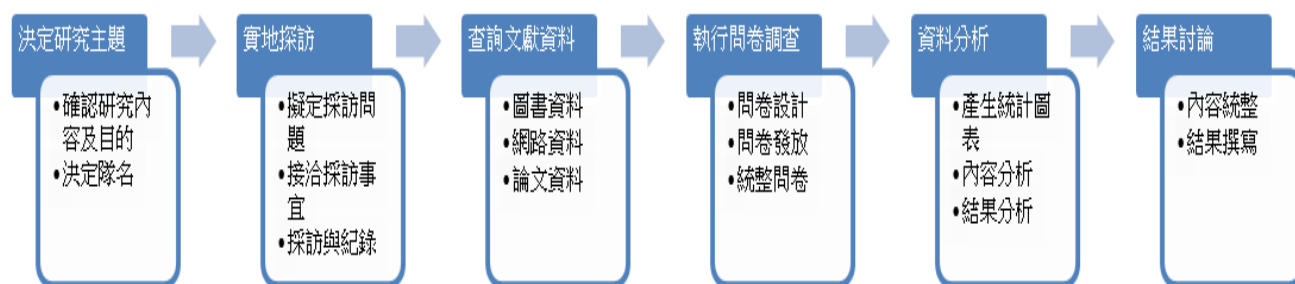 決定研究主題
•確認研究內
容及目的
•決定隊名
實地探訪
•擬定採訪問
題
•接洽採訪事
宜
•採訪與紀錄
查詢文獻資料
•圖書資料
•網路資料
•論文資料
執行問卷調查
•問卷設計
•問卷發放
•統整問卷
資料分析
•產生統計圖
表
•內容分析
•結果分析
結果討論
•內容統整
•結果撰寫